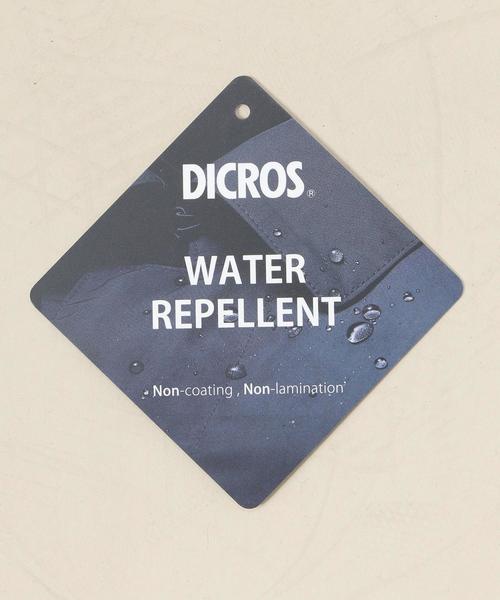 DICROS®
WATER
REPELLENT
Non-coating , Non-lamination